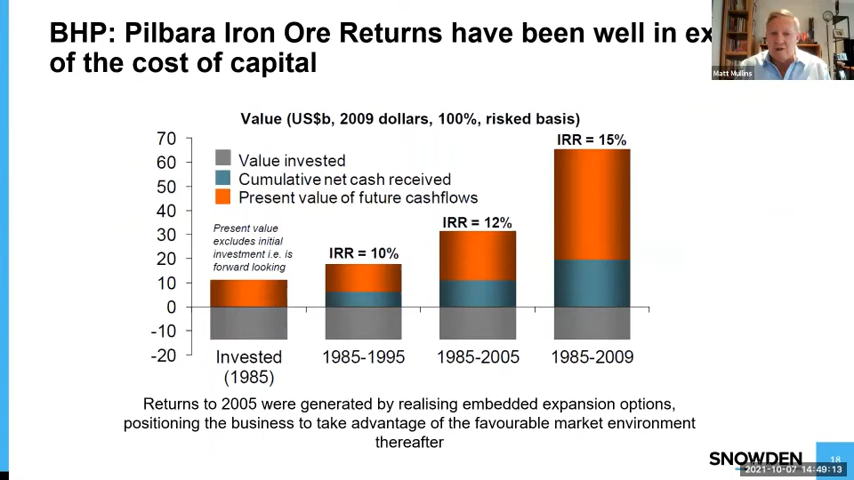 BHP: Pilbara Iron Ore Returns have been well in ex
of the cost of capital
Matt Mullins
Value (US$b, 2009 dollars, 100%, risked basis)
70
60
50
40
30
20
10
0
-10
-20
Value invested
Cumulative net cash received
Present value of future cashflows
Present value
excludes initial
investment i.e. is
forward looking
IRR = 10%
IRR = 12%
IRR = 15%
Invested
(1985)
1985-1995
1985-2005
1985-2009
Returns to 2005 were generated by realising embedded expansion options,
positioning the business to take advantage of the favourable market environment
thereafter
SNOWDEN
18
2021-10-07 14:49:13